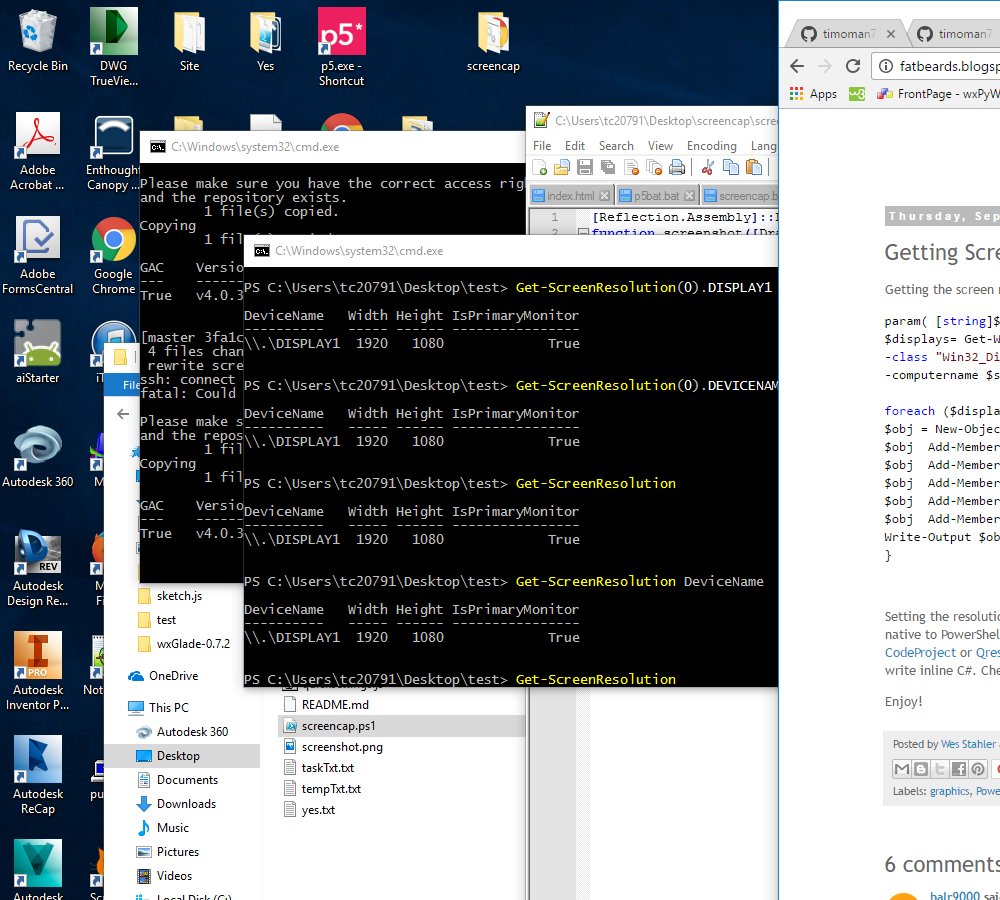 Recycle Bin
DWG
TrueView...
Site
Yes
p5*
p5.exe -
Shortcut
screencap
Adobe
Acrobat ...
Enthought
Canopy ...
Adobe
FormsCentral
Google
Chrome
aiStarter
Autodesk 360
REV
Autodesk
Design Re...
PRO
Autodesk
Inventor P...
Autodesk
ReCap
Autodesk
C:\Windows\system32\cmd.exe
Please make sure you have the correct access rig
and the repository exists.
1 file(s) copied.
Copying
GAC Versio
--- ------
True v4.0.3
[master 3fa1c
4 files chan
rewrite scre
ssh: connect
fatal: Could
Please make s
and the repos
1 fil
Copying
1 fil
GAC Versio
--- ------
True v4.0.3
C:\Windows\system32\cmd.exe
PS C:\Users\tc20791\Desktop\test> Get-ScreenResolution(0).DISPLAY1
DeviceName Width Height IsPrimaryMonitor
---------- ----- ------ ----------------
\\.\DISPLAY1 1920 1080 True
PS C:\Users\tc20791\Desktop\test> Get-ScreenResolution(0).DEVICENAM
DeviceName Width Height IsPrimaryMonitor
---------- ----- ------ ----------------
\\.\DISPLAY1 1920 1080 True
PS C:\Users\tc20791\Desktop\test> Get-ScreenResolution
DeviceName Width Height IsPrimaryMonitor
---------- ----- ------ ----------------
\\.\DISPLAY1 1920 1080 True
PS C:\Users\tc20791\Desktop\test> Get-ScreenResolution DeviceName
DeviceName Width Height IsPrimaryMonitor
---------- ----- ------ ----------------
\\.\DISPLAY1 1920 1080 True
PS C:\Users\tc20791\Desktop\test> Get-ScreenResolution
File
sketch.js
test
wxGlade-0.7.2
OneDrive
This PC
Autodesk 360
Desktop
Documents
Downloads
Music
Pictures
Videos
Local Disk (C:)
README.md
screencap.ps1
screenshot.png
taskTxt.txt
tempTxt.txt
yes.txt
C:\Users\tc20791\Desktop\screencap\scre
File Edit Search View Encoding Lang
index.html
p5bat.bat
screencap.b
1 [Reflection.Assembly]::
2 function screenshot([Dra
timoman7
timoman7
fatbeards.blogsp
Apps
w3
FrontPage - wxPyW
Thursday, Sep
Getting Scre
Getting the screen
param( [string]$
$displays= Get-W
-class "Win32_Di
-computername $s
foreach ($displa
$obj = New-Objec
$obj Add-Member
$obj Add-Member
$obj Add-Member
$obj Add-Member
$obj Add-Member
Write-Output $ob
}
Setting the resolutio
native to PowerShel
CodeProject or Qres
write inline C#. Che
Enjoy!
Posted by Wes Stahler
Labels: graphics, Powe
6 comments
halr9000 sai